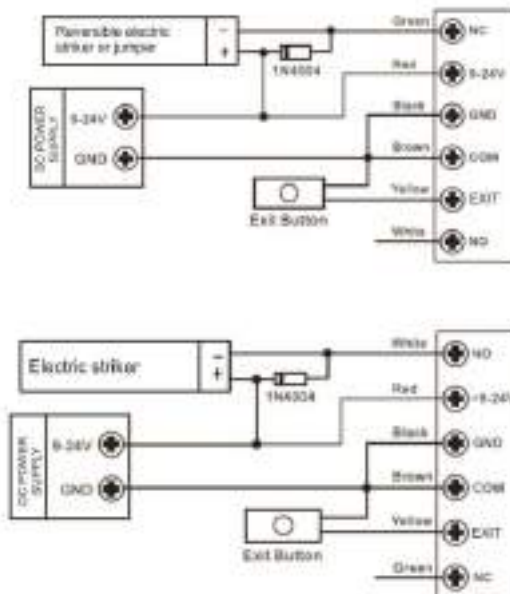 Green
NC
Reversible electric
striker or jumper
-
+
1N4004
Red
9-24V
DC POWER
SUPPLY
9-24V
Black
GND
GND
Brown
COM
Yellow
EXIT
Exit Button
White
NO
White
NO
Electric striker
-
+
1N4004
Red
+9-24V
DC POWER
SUPPLY
9-24V
Black
GND
GND
Brown
COM
Yellow
EXIT
Exit Button
Green
NC